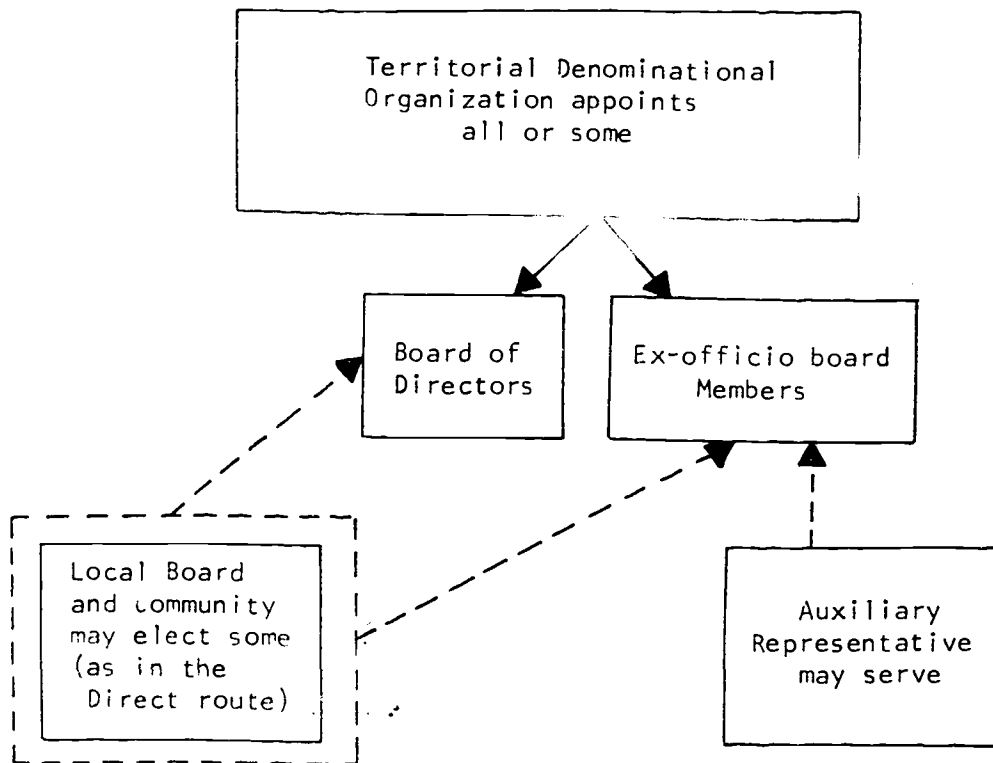 Territorial Denominational
Organization appoints
all or some
Board of
Directors
Ex-officio board
Members
Local Board
and community
may elect some
(as in the
Direct route)
Auxiliary
Representative
may serve